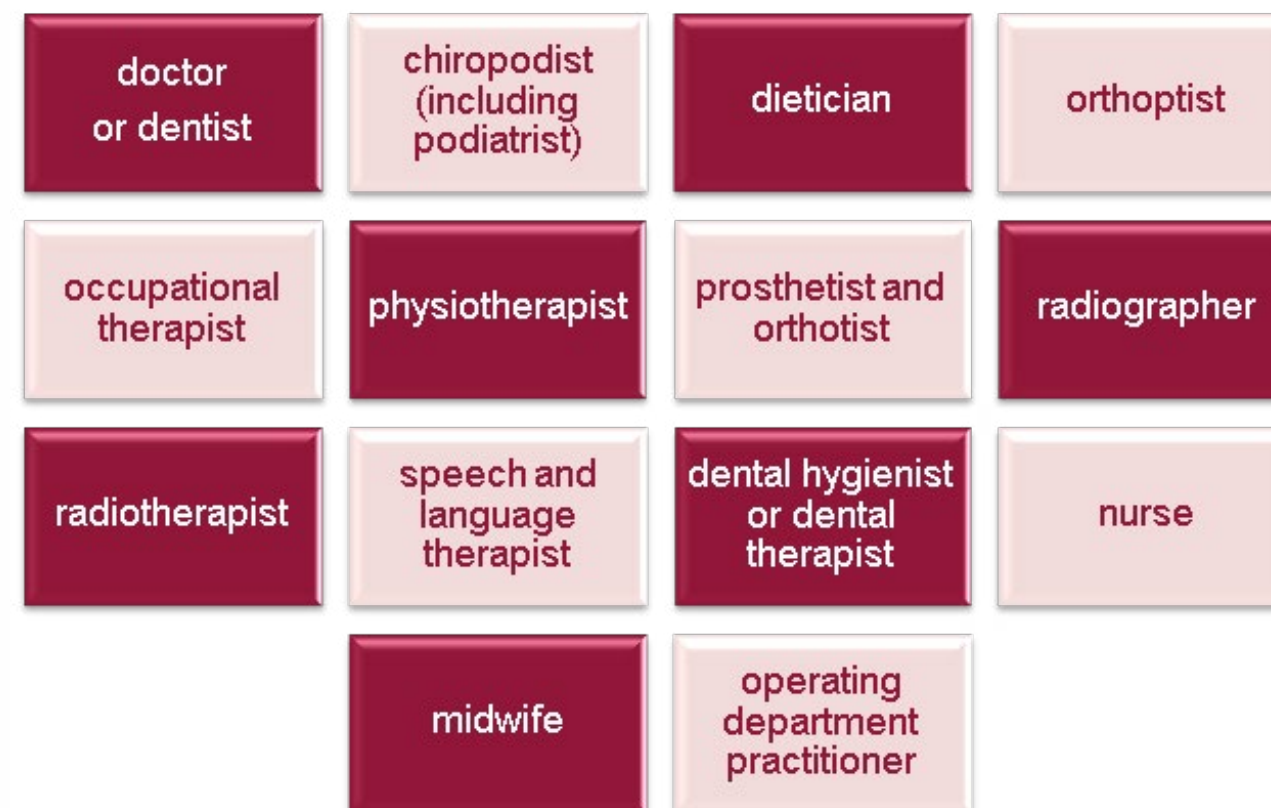 doctor
or dentist
chiropodist
(including
podiatrist)
dietician
orthoptist
occupational
therapist
physiotherapist
prosthetist and
orthotist
radiographer
radiotherapist
speech and
language
therapist
dental hygienist
or dental
therapist
nurse
midwife
operating
department
practitioner